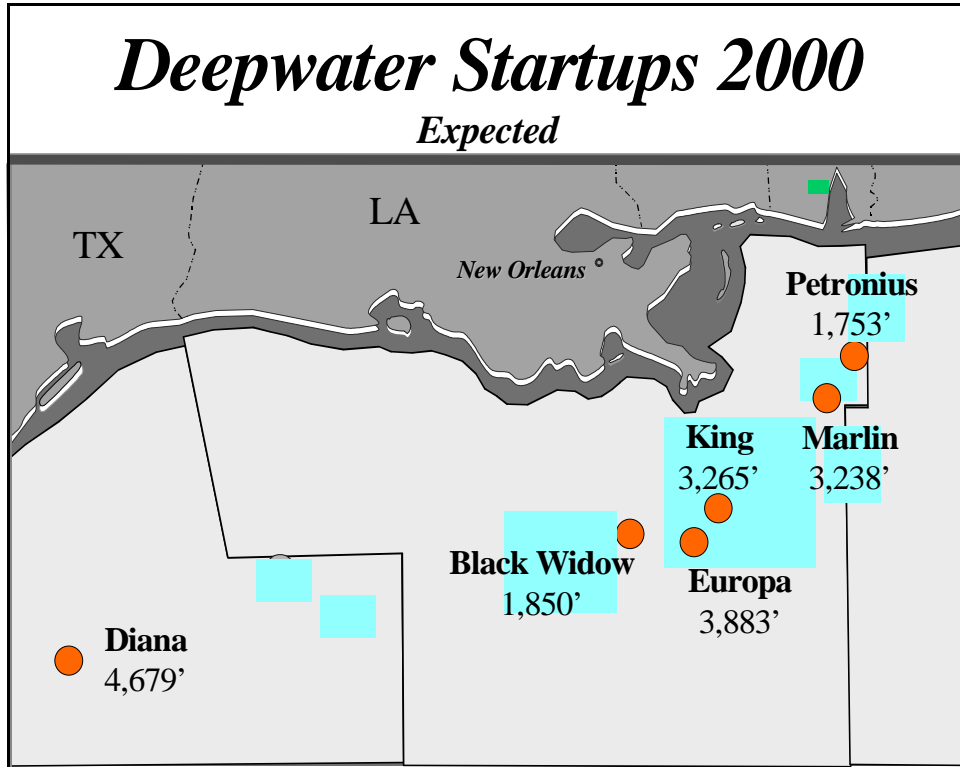 Deepwater Startups 2000
Expected
LA
TX
New Orleans
Petronius
1,753’
King
3,265’
Marlin
3,238’
Black Widow
1,850’
Europa
3,883’
Diana
4,679’